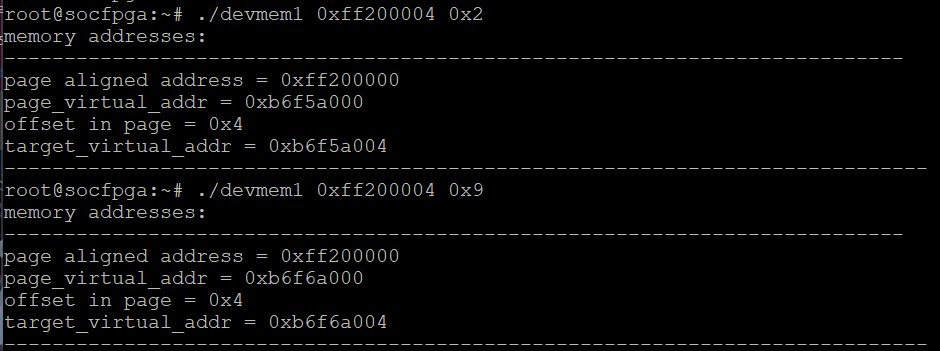 root@socfpga:~# ./devmem1 0xff200004 0x2
memory addresses:
------------------------------------------------------------------------------
page aligned address = 0xff200000
page_virtual_addr = 0xb6f5a000
offset in page = 0x4
target_virtual_addr = 0xb6f5a004
--------------------------------------------------------------------------------
root@socfpga:~# ./devmem1 0xff200004 0x9
memory addresses:
------------------------------------------------------------------------------
page aligned address = 0xff200000
page_virtual_addr = 0xb6f6a000
offset in page = 0x4
target_virtual_addr = 0xb6f6a004
--------------------------------------------------------------------------------